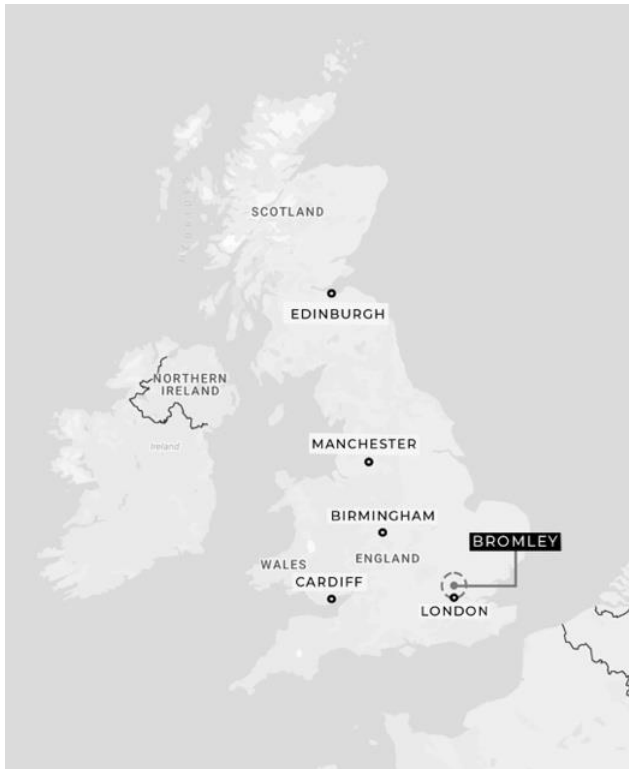 SCOTLAND
EDINBURGH
NORTHERN
IRELAND
Ireland
MANCHESTER
BIRMINGHAM
BROMLEY
WALES
ENGLAND
CARDIFF
LONDON